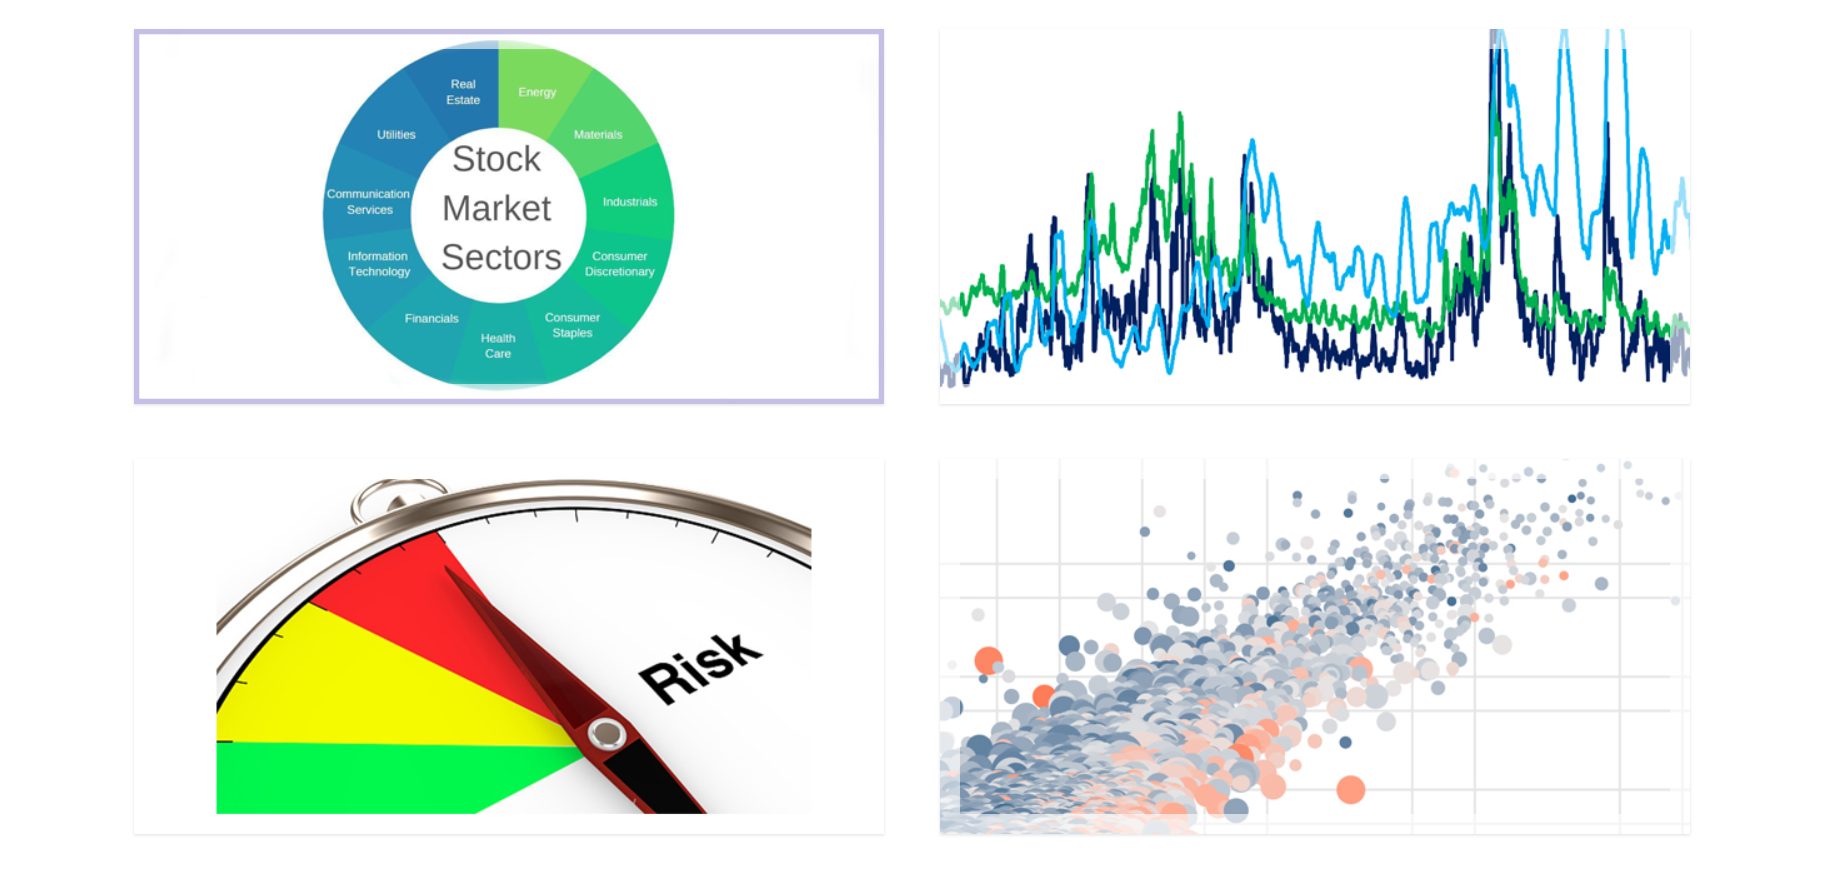 Real
Estate
Energy
Utilities
Materials
Stock
Market
Sectors
Communication
Services
Industrials
Information
Technology
Consumer
Discretionary
Financials
Consumer
Staples
Health
Care
Risk